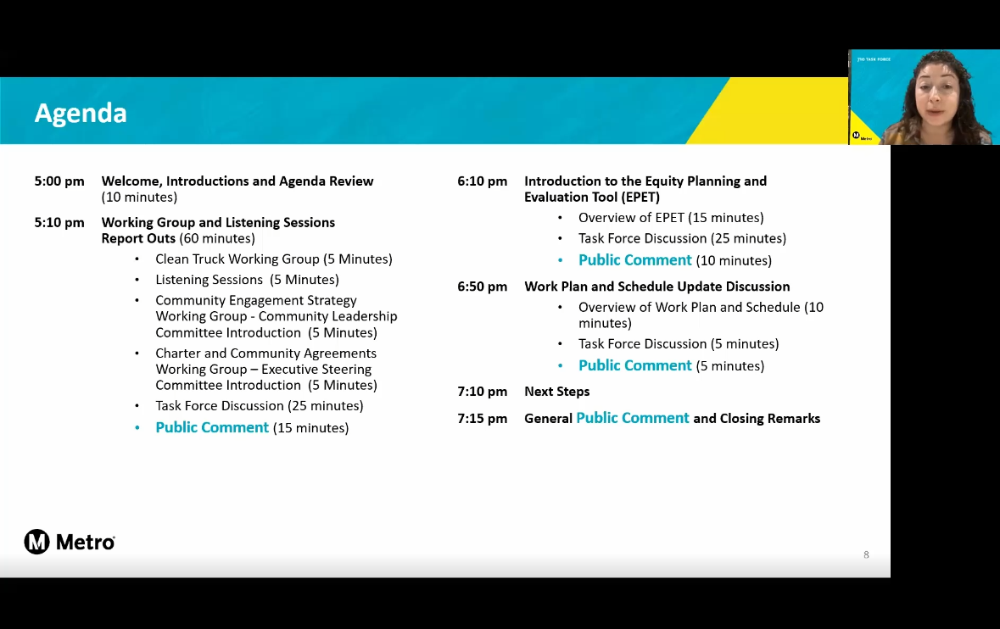 710 TASK FORCE
Metro
Agenda
5:00 pm Welcome, Introductions and Agenda Review
(10 minutes)
5:10 pm Working Group and Listening Sessions
Report Outs (60 minutes)
• Clean Truck Working Group (5 Minutes)
• Listening Sessions (5 Minutes)
• Community Engagement Strategy
Working Group - Community Leadership
Committee Introduction (5 Minutes)
• Charter and Community Agreements
Working Group – Executive Steering
Committee Introduction (5 Minutes)
• Task Force Discussion (25 minutes)
• Public Comment (15 minutes)
6:10 pm Introduction to the Equity Planning and
Evaluation Tool (EPET)
• Overview of EPET (15 minutes)
• Task Force Discussion (25 minutes)
• Public Comment (10 minutes)
6:50 pm Work Plan and Schedule Update Discussion
• Overview of Work Plan and Schedule (10
minutes)
• Task Force Discussion (5 minutes)
• Public Comment (5 minutes)
7:10 pm Next Steps
7:15 pm General Public Comment and Closing Remarks
M Metro
8